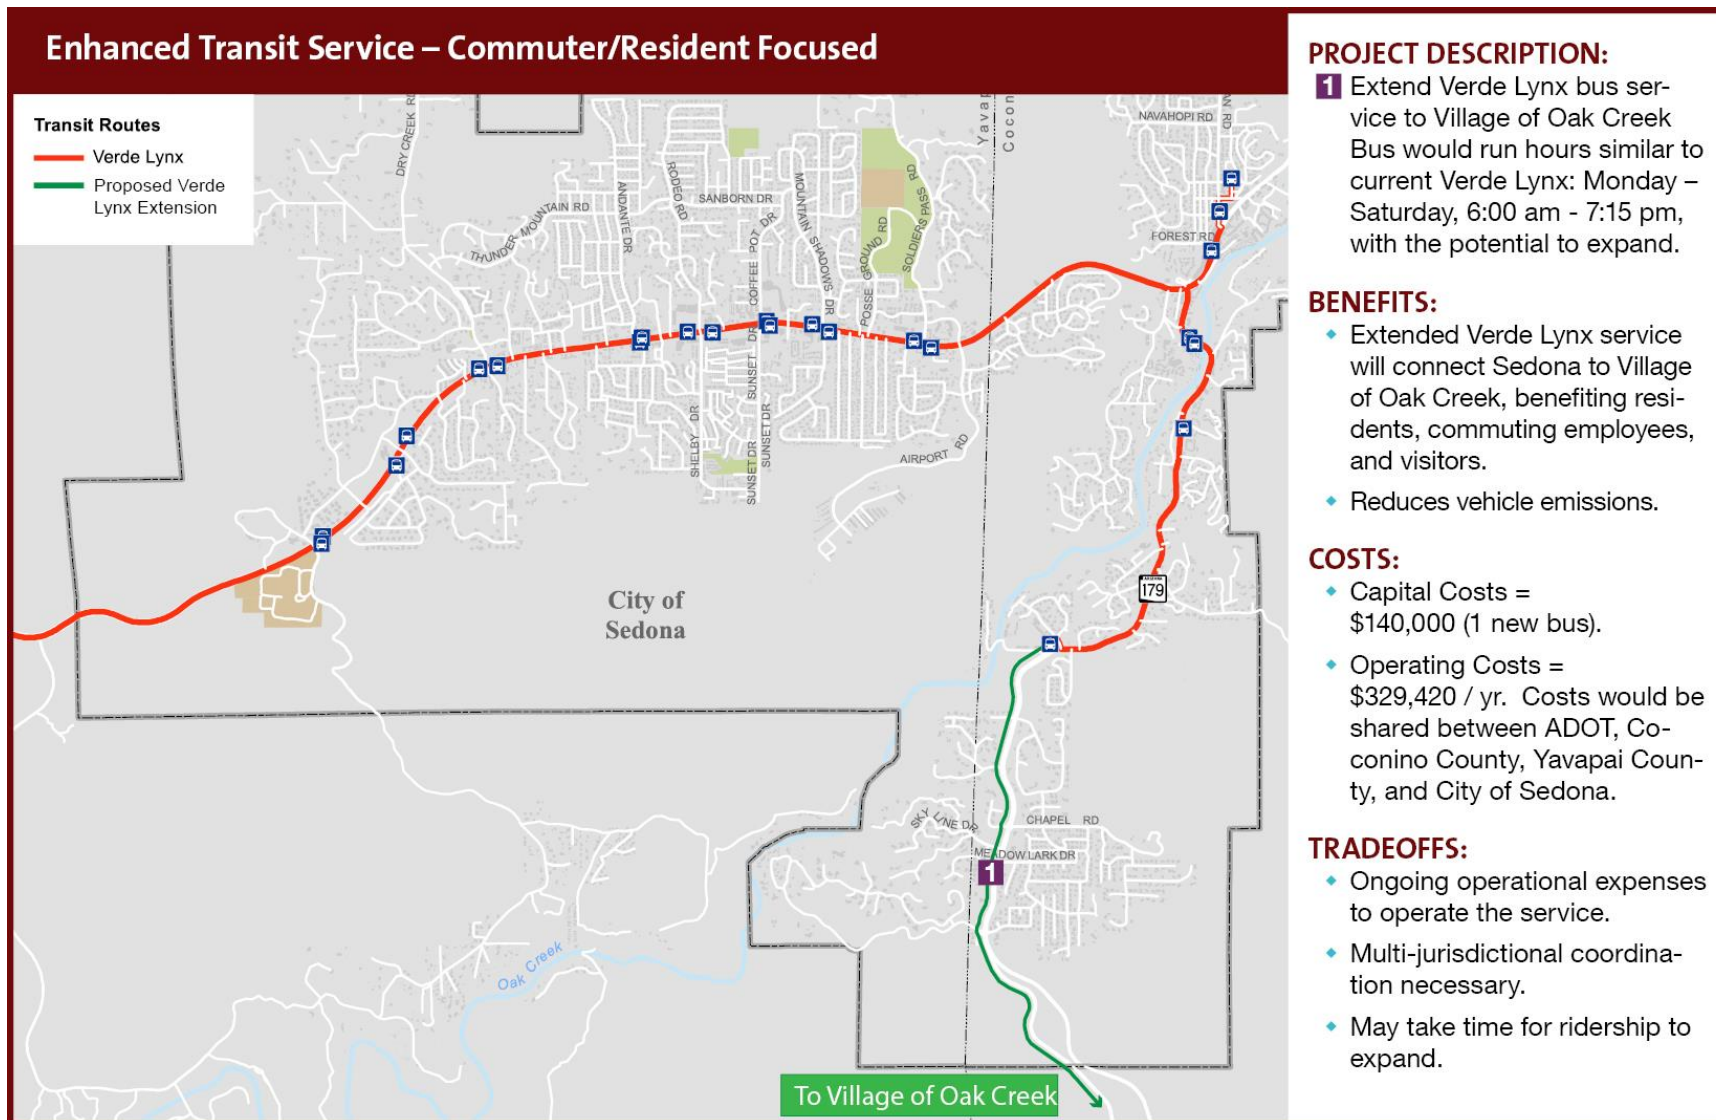 Enhanced Transit Service – Commuter/Resident Focused
Transit Routes
Verde Lynx
Proposed Verde
Lynx Extension
DRY CREEK RD
THUNDER MOUNTAIN RD
ANDANTE DR
RODEO RD
SANBORN DR
COFFEE POT DR
MOUNTAIN SHADOWS DR
POSSE GROUND RD
SOLDIERS PASS RD
Yavap
Cocon
NAVAHOPI RD
AN RD
FOREST RD
SHELBY DR
SUNSET DR
SUNSET DR
SUNSET DR
AIRPORT RD
City of
Sedona
ARIZONA
179
SKY LINE DR
CHAPEL RD
MEADOW LARK DR
1
Oak Creek
To Village of Oak Creek
PROJECT DESCRIPTION:
1 Extend Verde Lynx bus ser-
vice to Village of Oak Creek
Bus would run hours similar to
current Verde Lynx: Monday –
Saturday, 6:00 am - 7:15 pm,
with the potential to expand.
BENEFITS:
Extended Verde Lynx service
will connect Sedona to Village
of Oak Creek, benefiting resi-
dents, commuting employees,
and visitors.
Reduces vehicle emissions.
COSTS:
Capital Costs =
$140,000 (1 new bus).
Operating Costs =
$329,420 / yr. Costs would be
shared between ADOT, Co-
conino County, Yavapai Coun-
ty, and City of Sedona.
TRADEOFFS:
Ongoing operational expenses
to operate the service.
Multi-jurisdictional coordina-
tion necessary.
May take time for ridership to
expand.